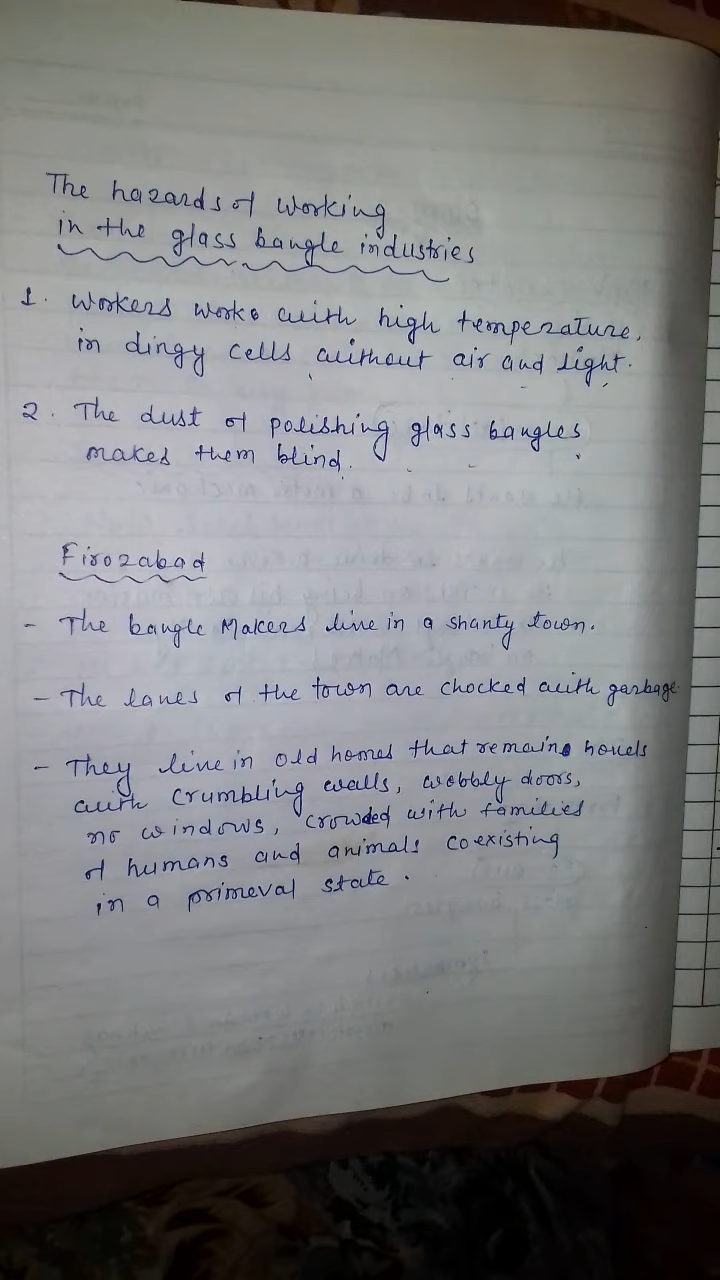 The hazards of working
in the glass bangle industries
1. Workers works with high temperature,
in dingy cells without air and light.
2. The dust of polishing glass bangles
makes them blind.
Firozabad
- The bangle Makers live in a shanty town.
- The lanes of the town are chocked with garbage.
- They live in old homes that remains hovels
with crumbling walls, wobbly doors,
no windows, crowded with families
of humans and animals coexisting
in a primeval state.